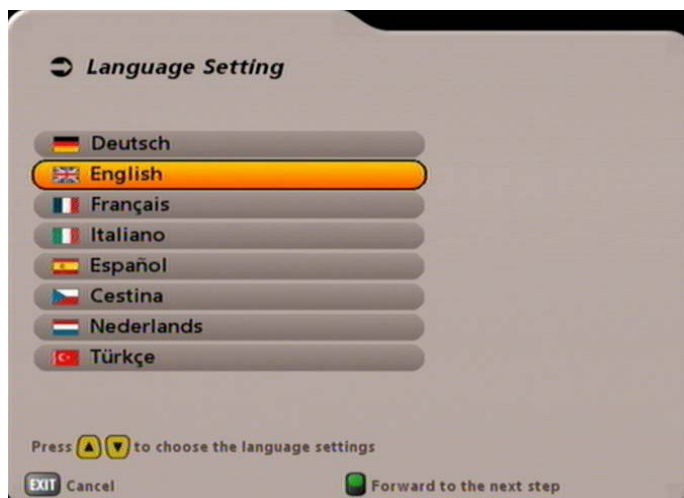 Language Setting
Deutsch
English
Français
Italiano
Español
Cestina
Nederlands
Türkçe
Press to choose the language settings
EXIT Cancel
Forward to the next step